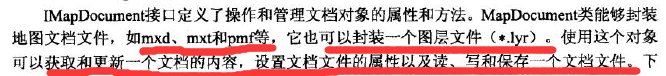 IMapDocument接口定义了操作和管理文档对象的属性和方法。MapDocument类能够封装
地图文档文件，如mxd、mxt和pmf等，它也可以封装一个图层文件（*.lyr）。使用这个对象
可以获取和更新一个文档的内容，设置文档文件的属性以及读、写和保存一个文档文件。下